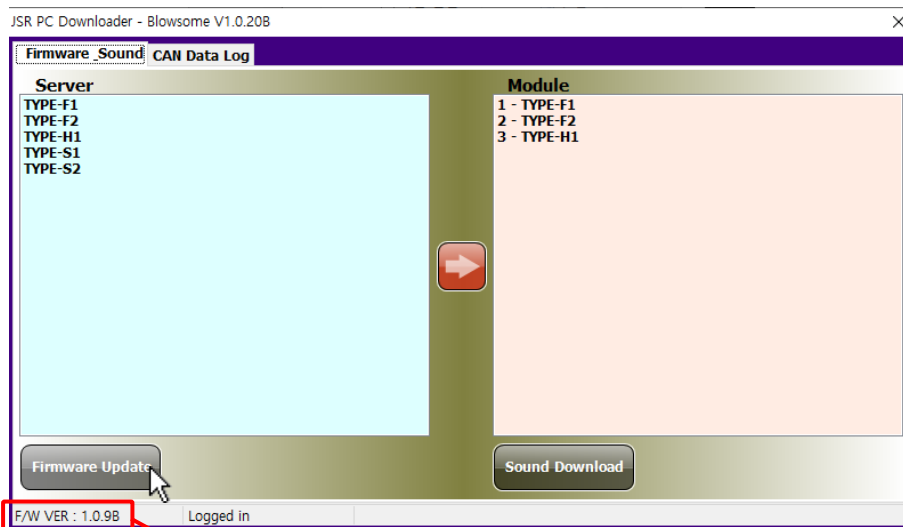 JSR PC Downloader - Blowsome V1.0.20B
Firmware _Sound
CAN Data Log
Server
TYPE-F1
TYPE-F2
TYPE-H1
TYPE-S1
TYPE-S2
Module
1 - TYPE-F1
2 - TYPE-F2
3 - TYPE-H1
Firmware Update
Sound Download
F/W VER : 1.0.9B
Logged in